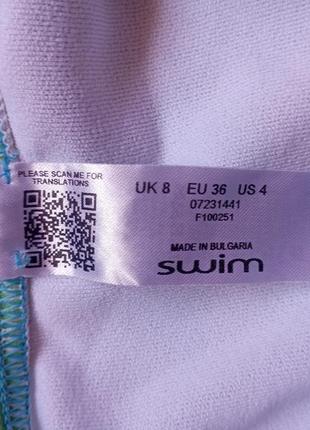 PLEASE SCAN ME FOR
TRANSLATIONS
UK 8 EU 36 US 4
07231441
F100251
MADE IN BULGARIA
swim